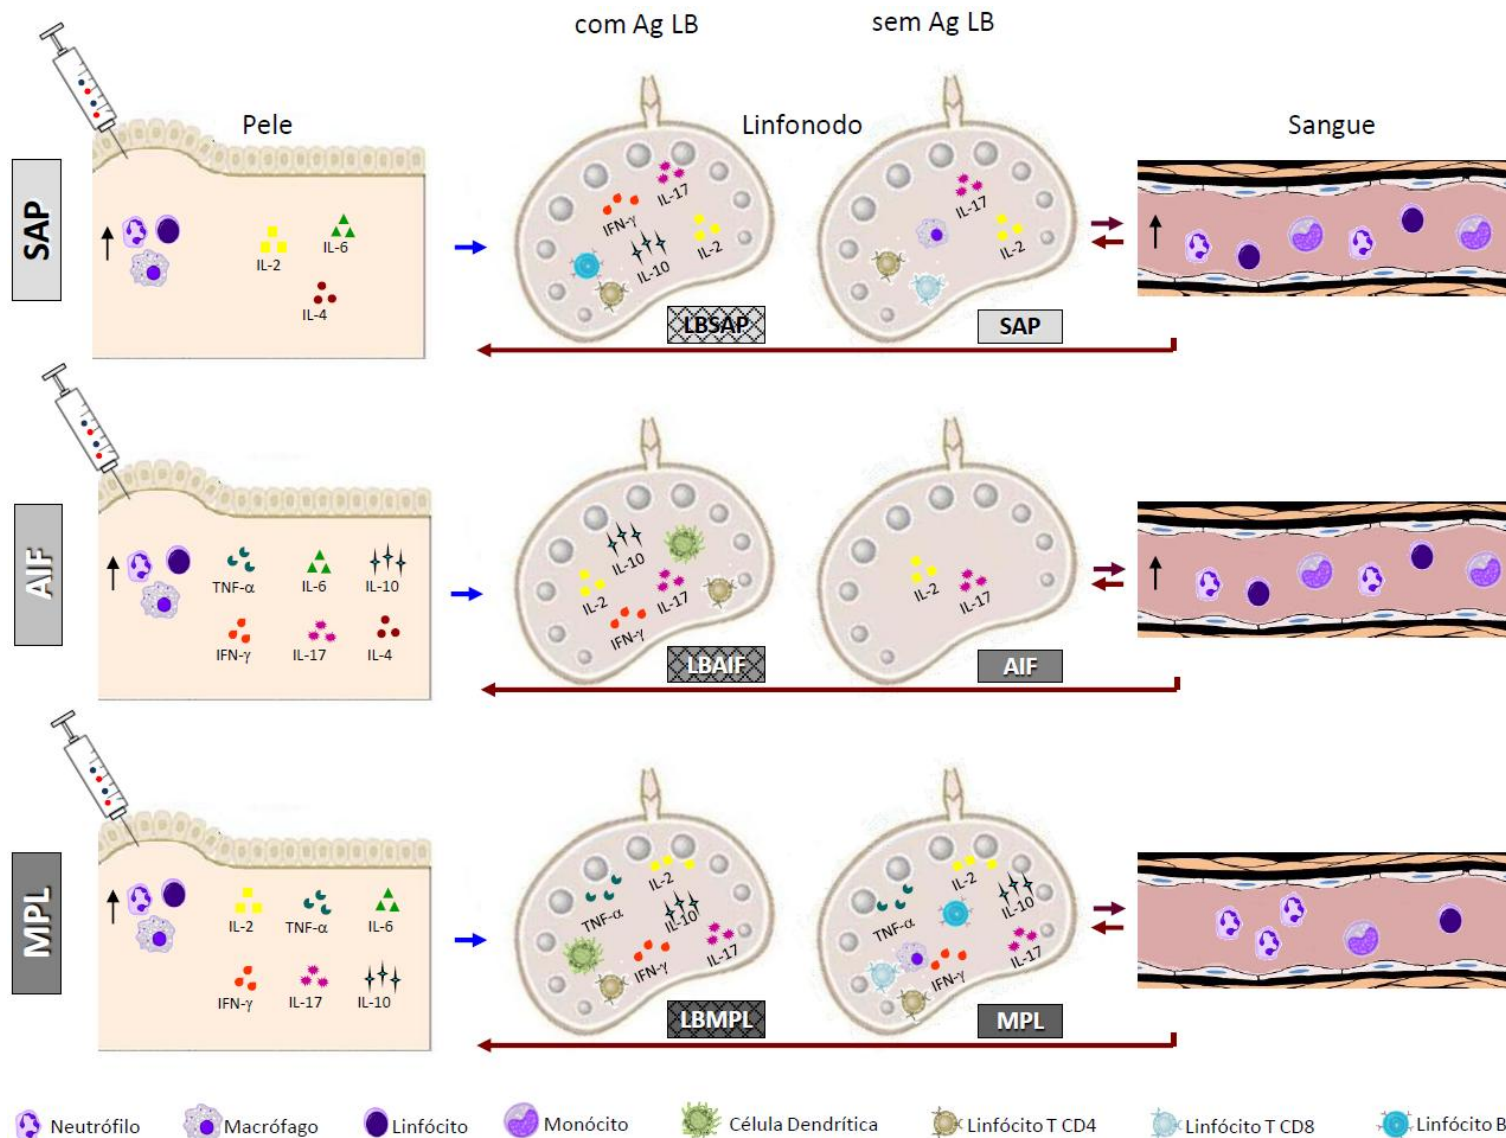 com Ag LB
sem Ag LB
Pele
Linfonodo
Sangue
SAP
IL-2
IL-6
IL-4
IL-17
IFN-γ
IL-10
IL-2
LBSAP
IL-17
IL-2
SAP
AIF
TNF-α
IL-6
IL-10
IFN-γ
IL-17
IL-4
IL-10
IL-2
IL-17
IFN-γ
LBAIF
IL-2
IL-17
AIF
MPL
IL-2
TNF-α
IL-6
IFN-γ
IL-17
IL-10
IL-2
TNF-α
IL-10
IFN-γ
IL-17
LBMPL
IL-2
IL-10
TNF-α
IFN-γ
IL-17
MPL
Neutrófilo
Macrófago
Linfócito
Monócito
Célula Dendrítica
Linfócito T CD4
Linfócito T CD8
Linfócito B